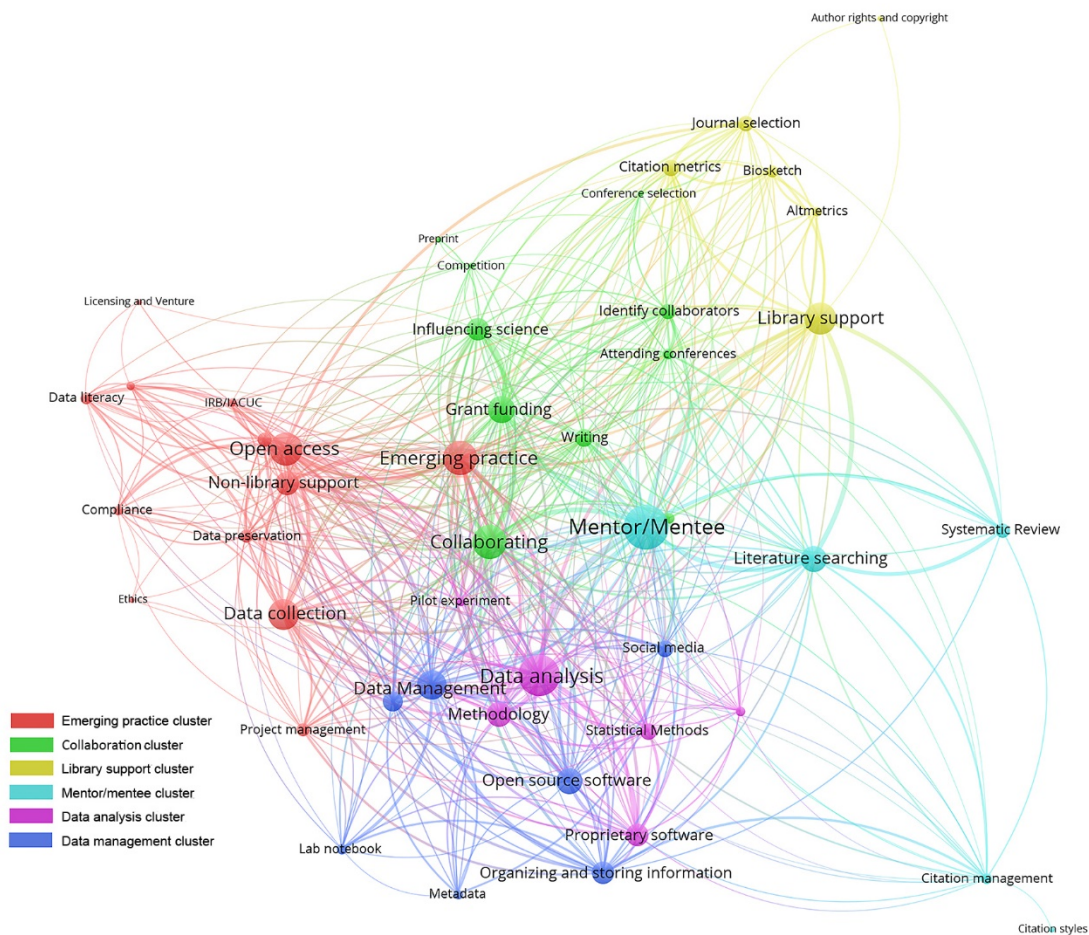 Author rights and copyright
Journal selection
Citation metrics
Biosketch
Conference selection
Altmetrics
Preprint
Competition
Licensing and Venture
Identify collaborators
Library support
Influencing science
Attending conferences
Data literacy
IRB/IACUC
Grant funding
Writing
Open access
Emerging practice
Non-library support
Compliance
Mentor/Mentee
Systematic Review
Data preservation
Collaborating
Literature searching
Ethics
Pilot experiment
Data collection
Social media
Data analysis
Data Management
Methodology
Project management
Statistical Methods
Emerging practice cluster
Collaboration cluster
Library support cluster
Mentor/mentee cluster
Data analysis cluster
Data management cluster
Open source software
Proprietary software
Lab notebook
Organizing and storing information
Metadata
Citation management
Citation styles